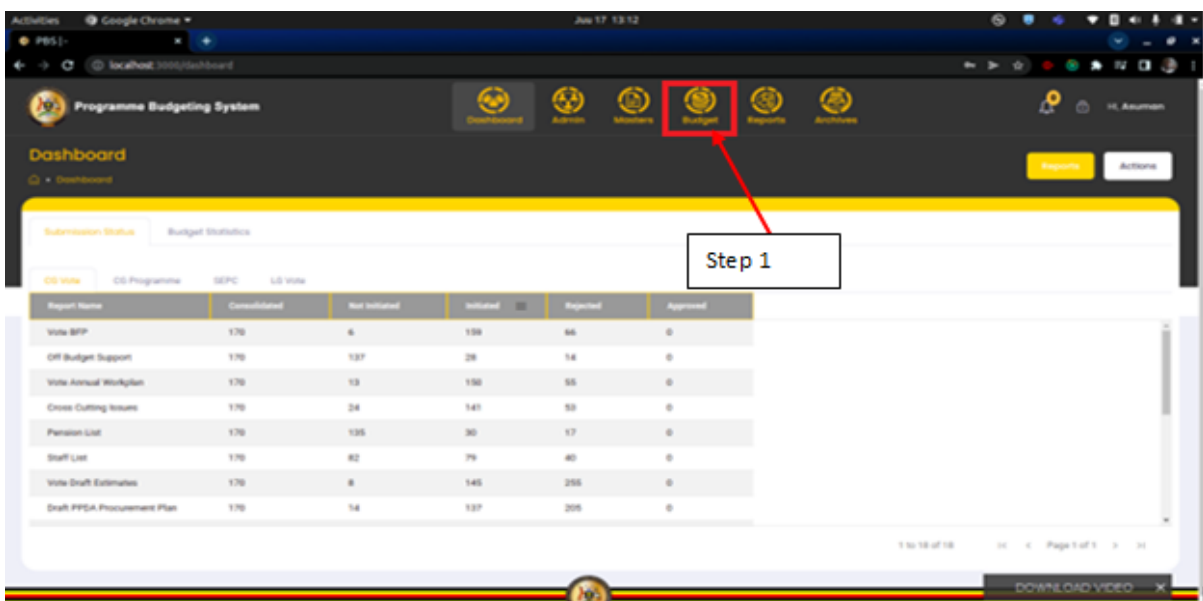 Activities Google Chrome Jun 17 13:12
PBS |-
localhost:3000/dashboard
Programme Budgeting System
Dashboard Admin Masters Budget Reports Archives
Hi, Asuman
Dashboard
Dashboard
Reports Actions
Submission Status Budget Statistics
Step 1
CG Vote CG Programme SEPC LG Vote
Report Name Consolidated Not Initiated Initiated Rejected Approved
Vote BFP 170 6 159 66 0
Off Budget Support 170 137 28 14 0
Vote Annual Workplan 170 13 150 55 0
Cross Cutting Issues 170 24 141 53 0
Pension List 170 135 30 17 0
Staff List 170 82 79 40 0
Vote Draft Estimates 170 8 145 255 0
Draft PPDA Procurement Plan 170 14 137 205 0
1 to 18 of 18 Page 1 of 1
DOWNLOAD VIDEO